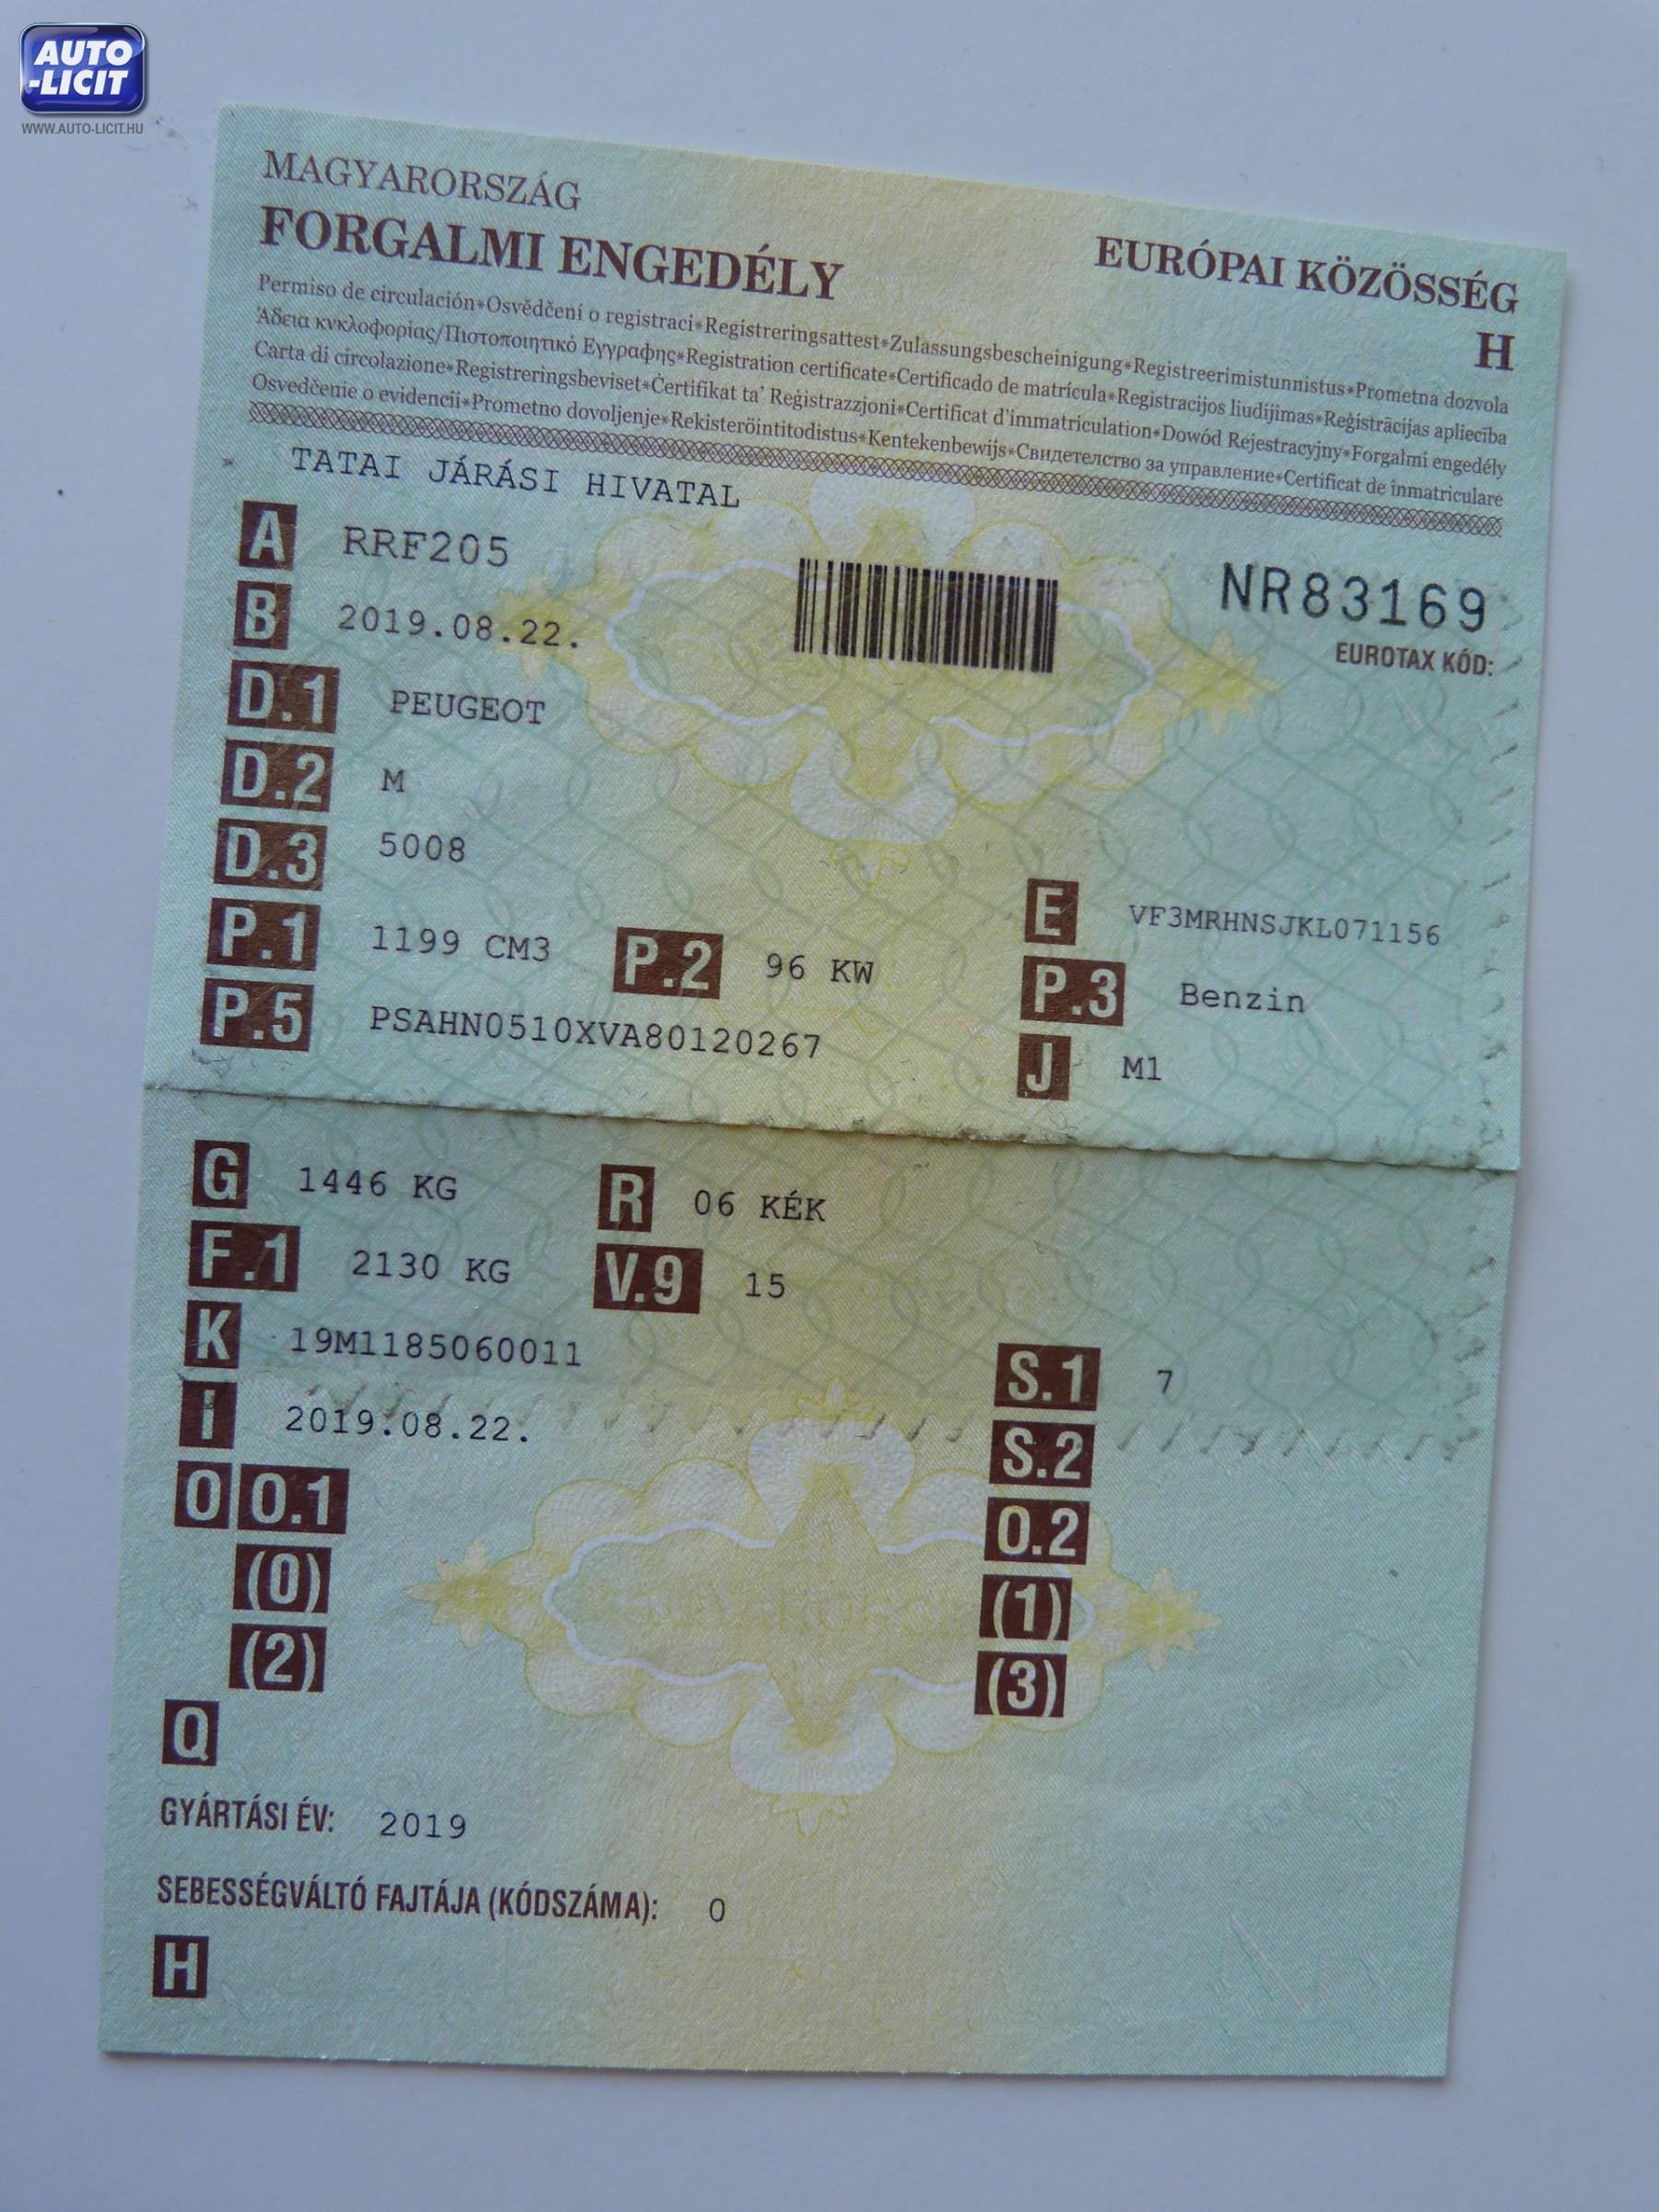 AUTO
-LICIT
WWW.AUTO-LICIT.HU
MAGYARORSZÁG
FORGALMI ENGEDÉLY
EURÓPAI KÖZÖSSÉG
H
Permiso de circulación*Osvědčení o registraci*Registreringsattest*Zulassungsbescheinigung*Registreerimistunnistus*Prometna dozvola
Άδεια κυκλοφορίας/Πιστοποιητικό Εγγραφης*Registration certificate*Certificado de matrícula*Registracijos liudijimas*Reģistrācijas apliecība
Carta di circolazione*Registreringsbeviset*Ċertifikat ta' Reġistrazzjoni*Certificat d'immatriculation*Dowód Rejestracyjny*Forgalmi engedély
Osvedčenie o evidencii*Prometno dovoljenje*Rekisteröintitodistus*Kentekenbewijs*Свидетелство за управление*Certificat de înmatriculare
TATAI JÁRÁSI HIVATAL
A RRF205
NR83169
B 2019.08.22.
EUROTAX KÓD:
D.1 PEUGEOT
D.2 M
D.3 5008
E VF3MRHNSJKL071156
P.1 1199 CM3 P.2 96 KW P.3 Benzin
P.5 PSAHN0510XVA80120267 J M1
G 1446 KG R 06 KÉK
F.1 2130 KG V.9 15
K 19M1185060011 S.1 7
I 2019.08.22. S.2
O O.1 O.2
(0) (1)
(2) (3)
Q
GYÁRTÁSI ÉV: 2019
SEBESSÉGVÁLTÓ FAJTÁJA (KÓDSZÁMA): 0
H